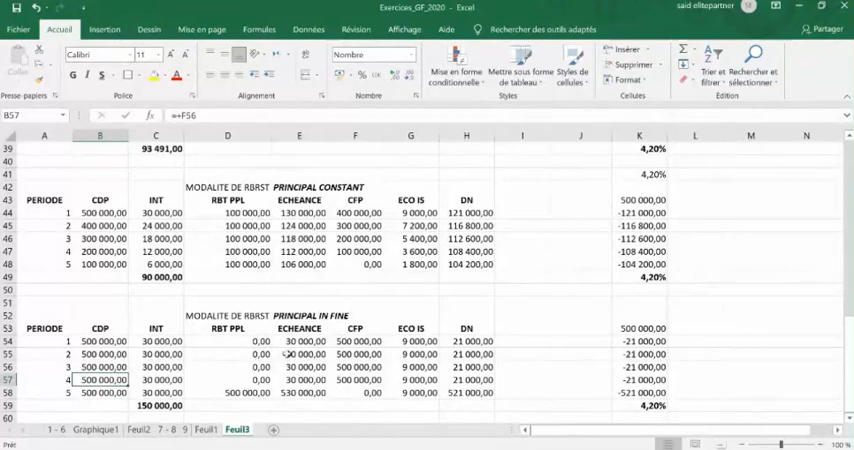 Exercices_GF_2020 - Excel
said elitepartner
SE
Fichier Accueil Insertion Dessin Mise en page Formules Données Révision Affichage Aide Rechercher des outils adaptés Partager
Coller
Calibri 11
G I S
Nombre
Mise en forme conditionnelle
Mettre sous forme de tableau
Styles de cellules
Insérer
Supprimer
Format
Trier et filtrer
Rechercher et sélectionner
Presse-papiers Police Alignement Nombre Styles Cellules Édition
B57 fx =+F56
A B C D E F G H I J K L M N
39 93 491,00 4,20%
40
41 4,20%
42 MODALITE DE RBRST PRINCIPAL CONSTANT
43 PERIODE CDP INT RBT PPL ECHEANCE CFP ECO IS DN 500 000,00
44 1 500 000,00 30 000,00 100 000,00 130 000,00 400 000,00 9 000,00 121 000,00 -121 000,00
45 2 400 000,00 24 000,00 100 000,00 124 000,00 300 000,00 7 200,00 116 800,00 -116 800,00
46 3 300 000,00 18 000,00 100 000,00 118 000,00 200 000,00 5 400,00 112 600,00 -112 600,00
47 4 200 000,00 12 000,00 100 000,00 112 000,00 100 000,00 3 600,00 108 400,00 -108 400,00
48 5 100 000,00 6 000,00 100 000,00 106 000,00 0,00 1 800,00 104 200,00 -104 200,00
49 90 000,00 4,20%
50
51
52 MODALITE DE RBRST PRINCIPAL IN FINE
53 PERIODE CDP INT RBT PPL ECHEANCE CFP ECO IS DN 500 000,00
54 1 500 000,00 30 000,00 0,00 30 000,00 500 000,00 9 000,00 21 000,00 -21 000,00
55 2 500 000,00 30 000,00 0,00 30 000,00 500 000,00 9 000,00 21 000,00 -21 000,00
56 3 500 000,00 30 000,00 0,00 30 000,00 500 000,00 9 000,00 21 000,00 -21 000,00
57 4 500 000,00 30 000,00 0,00 30 000,00 500 000,00 9 000,00 21 000,00 -21 000,00
58 5 500 000,00 30 000,00 500 000,00 530 000,00 0,00 9 000,00 521 000,00 -521 000,00
59 150 000,00 4,20%
60
1 - 6 Graphique1 Feuil2 7 - 8 9 Feuil1 Feuil3
Prêt 100 %